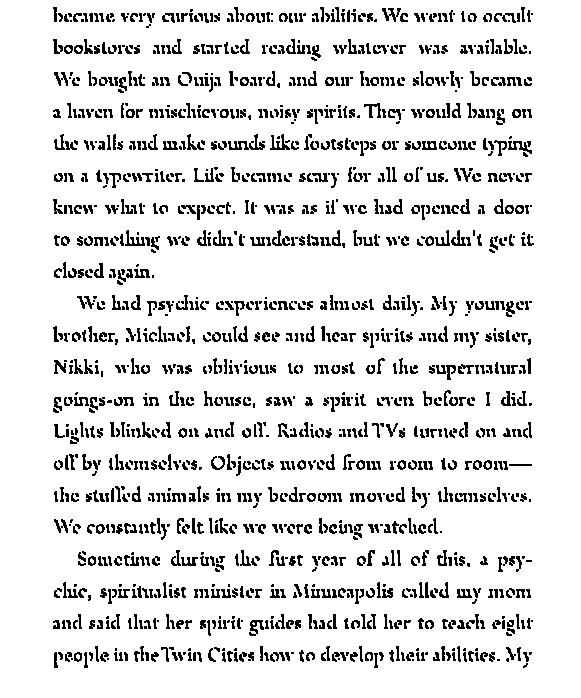 became very curious about our abilities. We went to occult
bookstores and started reading whatever was available.
We bought an Ouija board, and our home slowly became
a haven for mischievous, noisy spirits. They would bang on
the walls and make sounds like footsteps or someone typing
on a typewriter. Life became scary for all of us. We never
knew what to expect. It was as if we had opened a door
to something we didn't understand, but we couldn't get it
closed again.
We had psychic experiences almost daily. My younger
brother, Michael, could see and hear spirits and my sister,
Nikki, who was oblivious to most of the supernatural
goings-on in the house, saw a spirit even before I did.
Lights blinked on and off. Radios and TVs turned on and
off by themselves. Objects moved from room to room—
the stuffed animals in my bedroom moved by themselves.
We constantly felt like we were being watched.
Sometime during the first year of all of this, a psy-
chic, spiritualist minister in Minneapolis called my mom
and said that her spirit guides had told her to teach eight
people in the Twin Cities how to develop their abilities. My